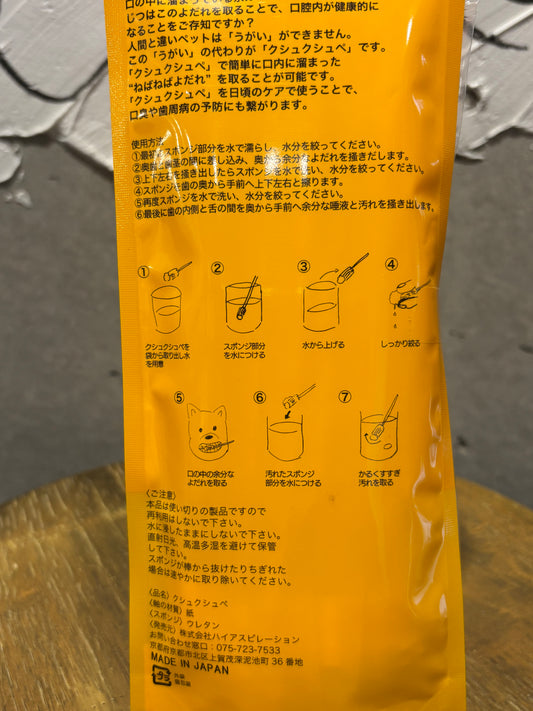 口の中に溜まっている
じつはこのよだれを取ることで、口腔内が健康的に
なることをご存知ですか?
人間と違いペットは「うがい」ができません。
この「うがい」の代わりが「クシュクシュペ」です。
「クシュクシュペ」で簡単に口内に溜まった
"ねばねばよだれ" を取ることが可能です。
「クシュクシュペ」を日頃のケアで使うことで、
口臭や歯周病の予防にも繋がります。
使用方法
①最初にスポンジ部分を水で濡らし、水分を絞ってください。
②奥歯と歯茎の間に差し込み、奥から余分なよだれを掻きだします。
③上下左右を掻き出したらスポンジを水で洗い、水分を絞ってください。
④スポンジを歯の奥から手前へ上下左右と擦ります。
⑤再度スポンジを水で洗い、水分を絞ってください。
⑥最後に歯の内側と舌の間を奥から手前へ余分な唾液と汚れを掻き出します。
① ② ③ ④
クシュクシュペを
袋から取り出し水
を用意
スポンジ部分
を水につける
水から上げる
しっかり絞る
⑤ ⑥ ⑦
口の中の余分な
よだれを取る
汚れたスポンジ
部分を水につける
かるくすすぎ
汚れを取る
〈ご注意〉
本品は使い切りの製品ですので
再利用はしないで下さい。
水に浸したままにしないで下さい。
直射日光、高温多湿を避けて保管
して下さい。
スポンジが棒から抜けたりちぎれた
場合は速やかに取り除いてください。
〈品名〉クシュクシュペ
〈軸の材質〉紙
〈スポンジ〉ウレタン
〈発売元〉株式会社ハイアスピレーション
お問い合わせ窓口:075-723-7533
京都府京都市北区上賀茂深泥池町 36 番地
MADE IN JAPAN
プラ
外袋
個包装